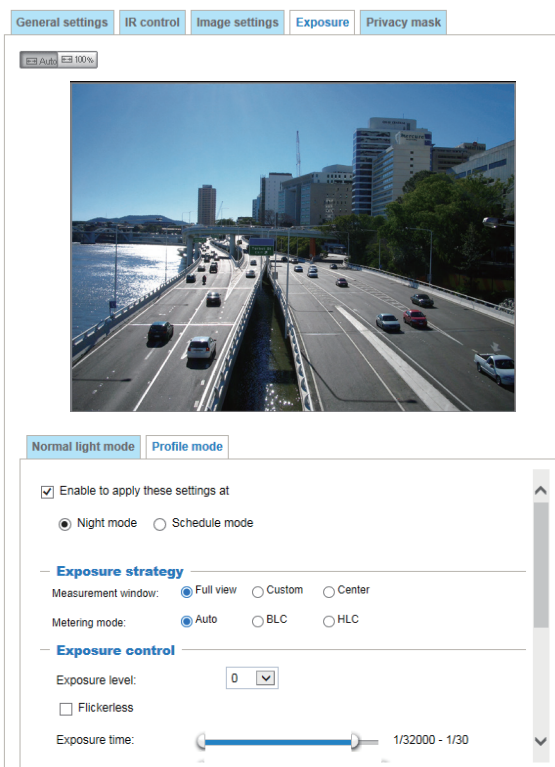 General settings IR control Image settings Exposure Privacy mask
Auto 100%
Normal light mode Profile mode
Enable to apply these settings at
Night mode Schedule mode
Exposure strategy
Measurement window: Full view Custom Center
Metering mode: Auto BLC HLC
Exposure control
Exposure level: 0
Flickerless
Exposure time: 1/32000 - 1/30